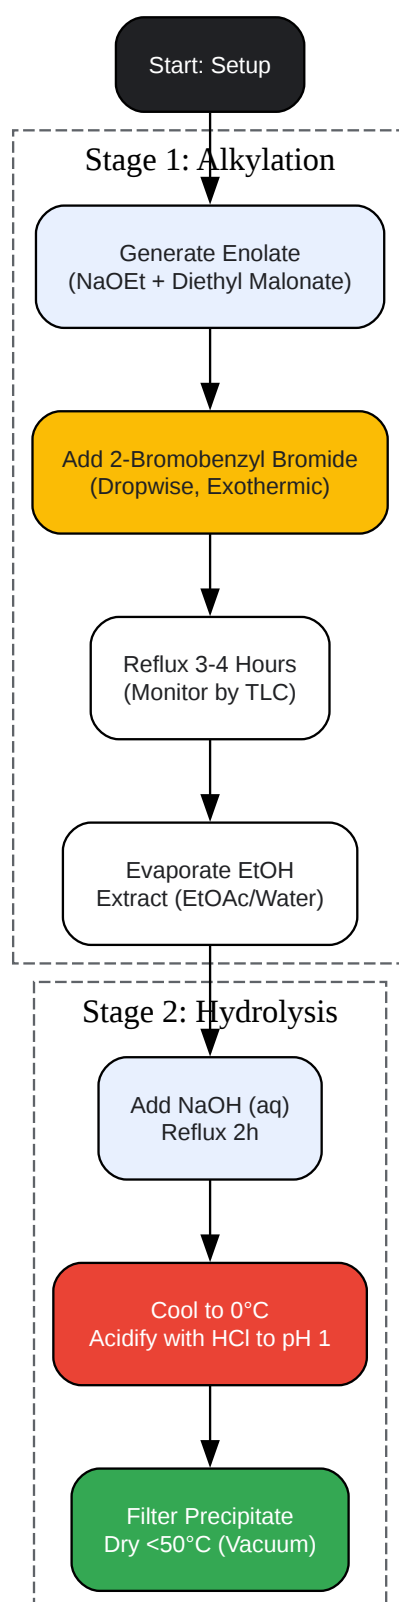 Start: Setup
Stage 1: Alkylation
Generate Enolate
(NaOEt + Diethyl Malonate)
Add 2-Bromobenzyl Bromide
(Dropwise, Exothermic)
Reflux 3-4 Hours
(Monitor by TLC)
Evaporate EtOH
Extract (EtOAc/Water)
Stage 2: Hydrolysis
Add NaOH (aq)
Reflux 2h
Cool to 0°C
Acidify with HCl to pH 1
Filter Precipitate
Dry <50°C (Vacuum)